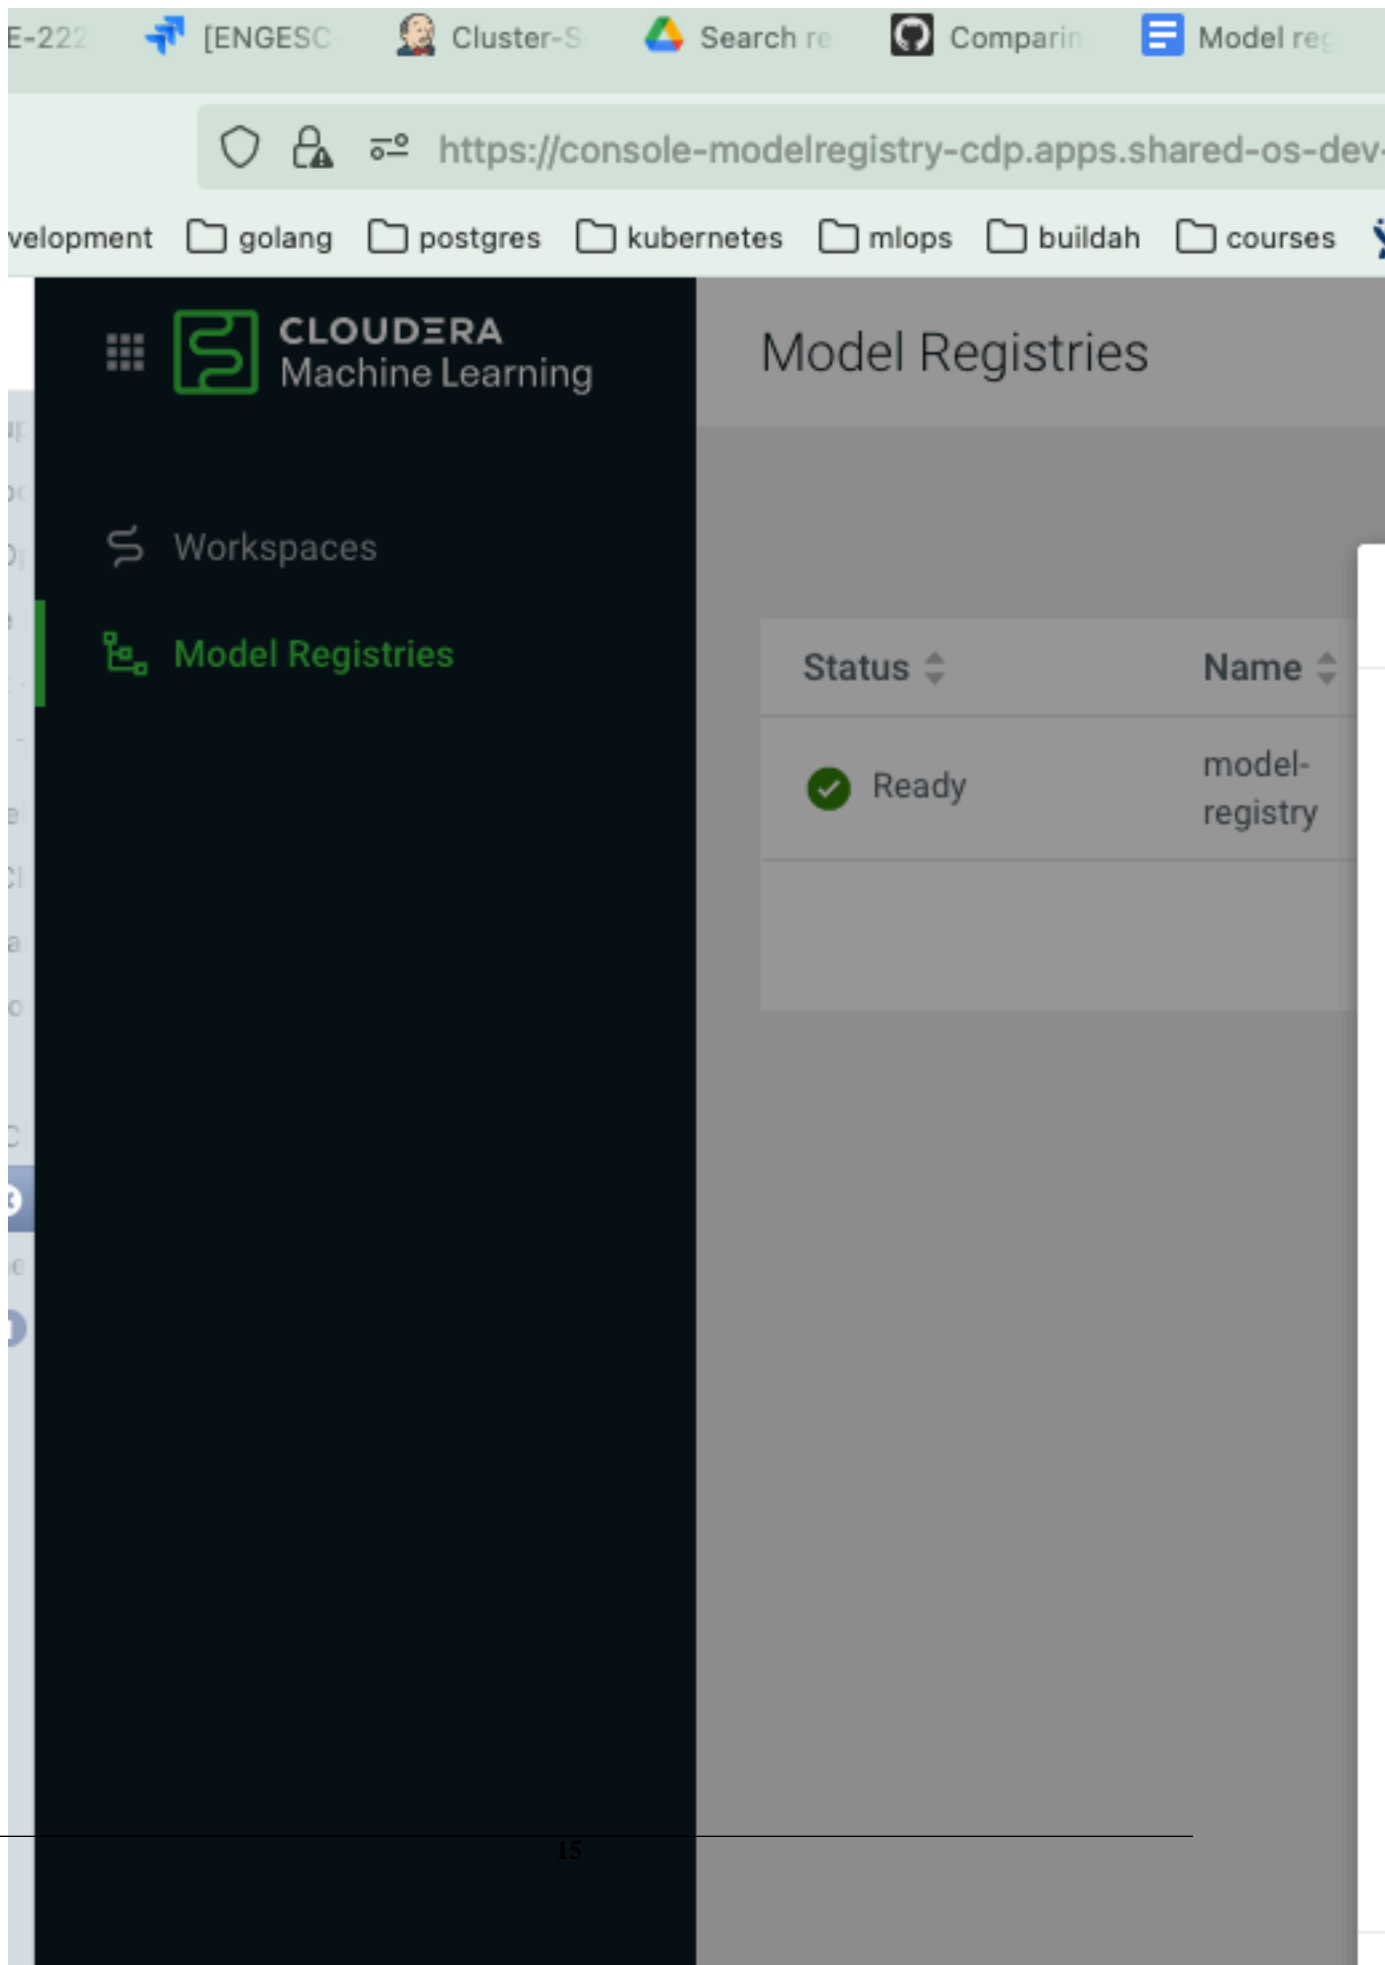 E-222 [ENGESC Cluster-S Search re Comparin Model reg
https://console-modelregistry-cdp.apps.shared-os-dev-
velopment golang postgres kubernetes mlops buildah courses
CLOUDERA
Machine Learning
Model Registries
Workspaces
Model Registries
Status Name
Ready
model-
registry
15